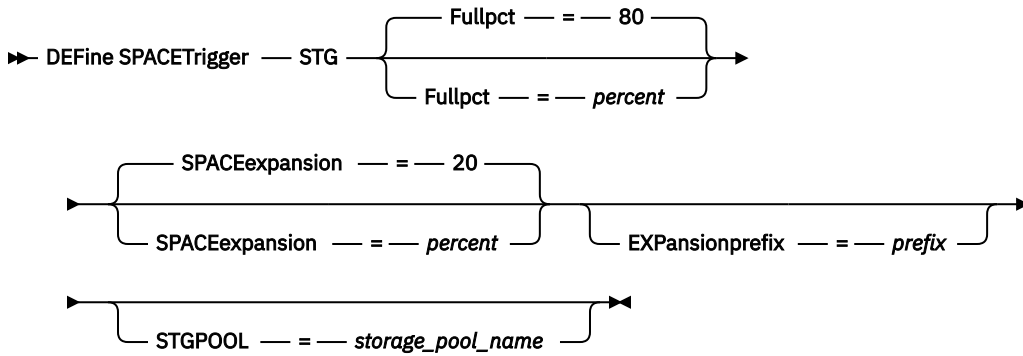 Fullpct = 80
DEFine SPACETrigger STG
Fullpct = percent
SPACEexpansion = 20
SPACEexpansion = percent
EXPansionprefix = prefix
STGPOOL = storage_pool_name